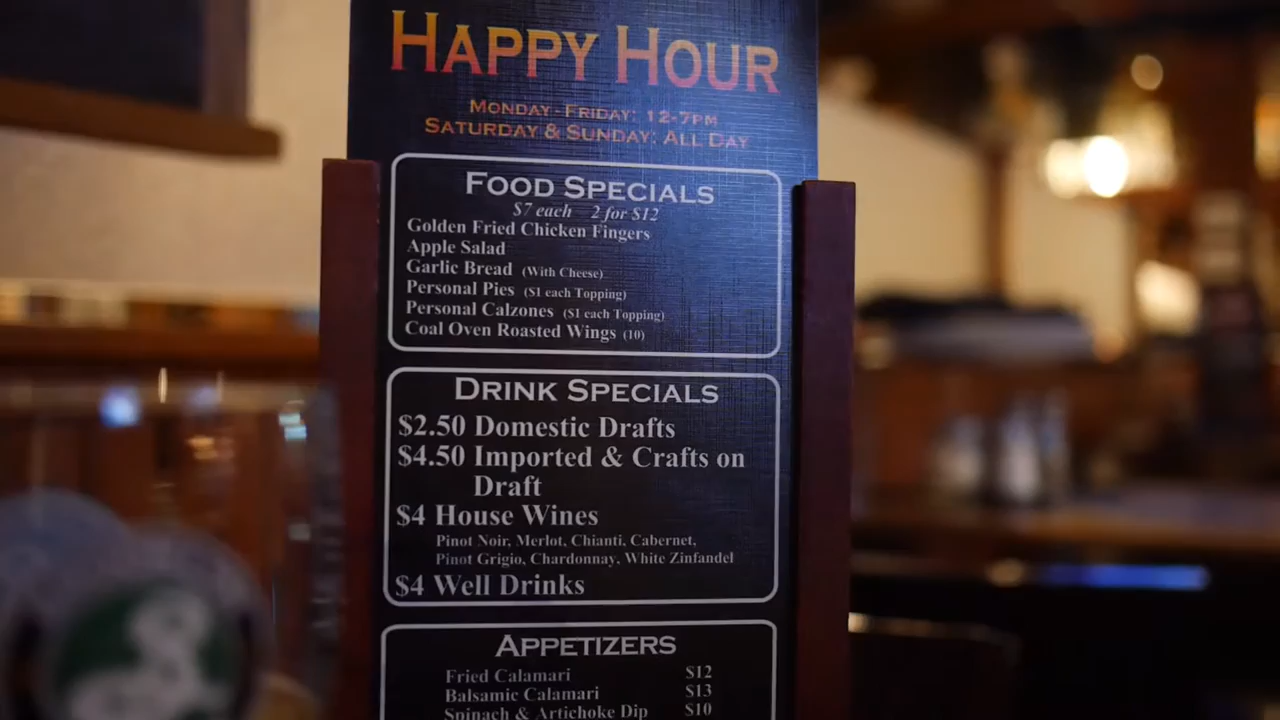 HAPPY HOUR
MONDAY - FRIDAY: 12-7PM
SATURDAY & SUNDAY: ALL DAY
FOOD SPECIALS
$7 each 2 for $12
Golden Fried Chicken Fingers
Apple Salad
Garlic Bread (With Cheese)
Personal Pies ($1 each Topping)
Personal Calzones ($1 each Topping)
Coal Oven Roasted Wings (10)
DRINK SPECIALS
$2.50 Domestic Drafts
$4.50 Imported & Crafts on
Draft
$4 House Wines
Pinot Noir, Merlot, Chianti, Cabernet,
Pinot Grigio, Chardonnay, White Zinfandel
$4 Well Drinks
APPETIZERS
Fried Calamari $12
Balsamic Calamari $13
Spinach & Artichoke Dip $10